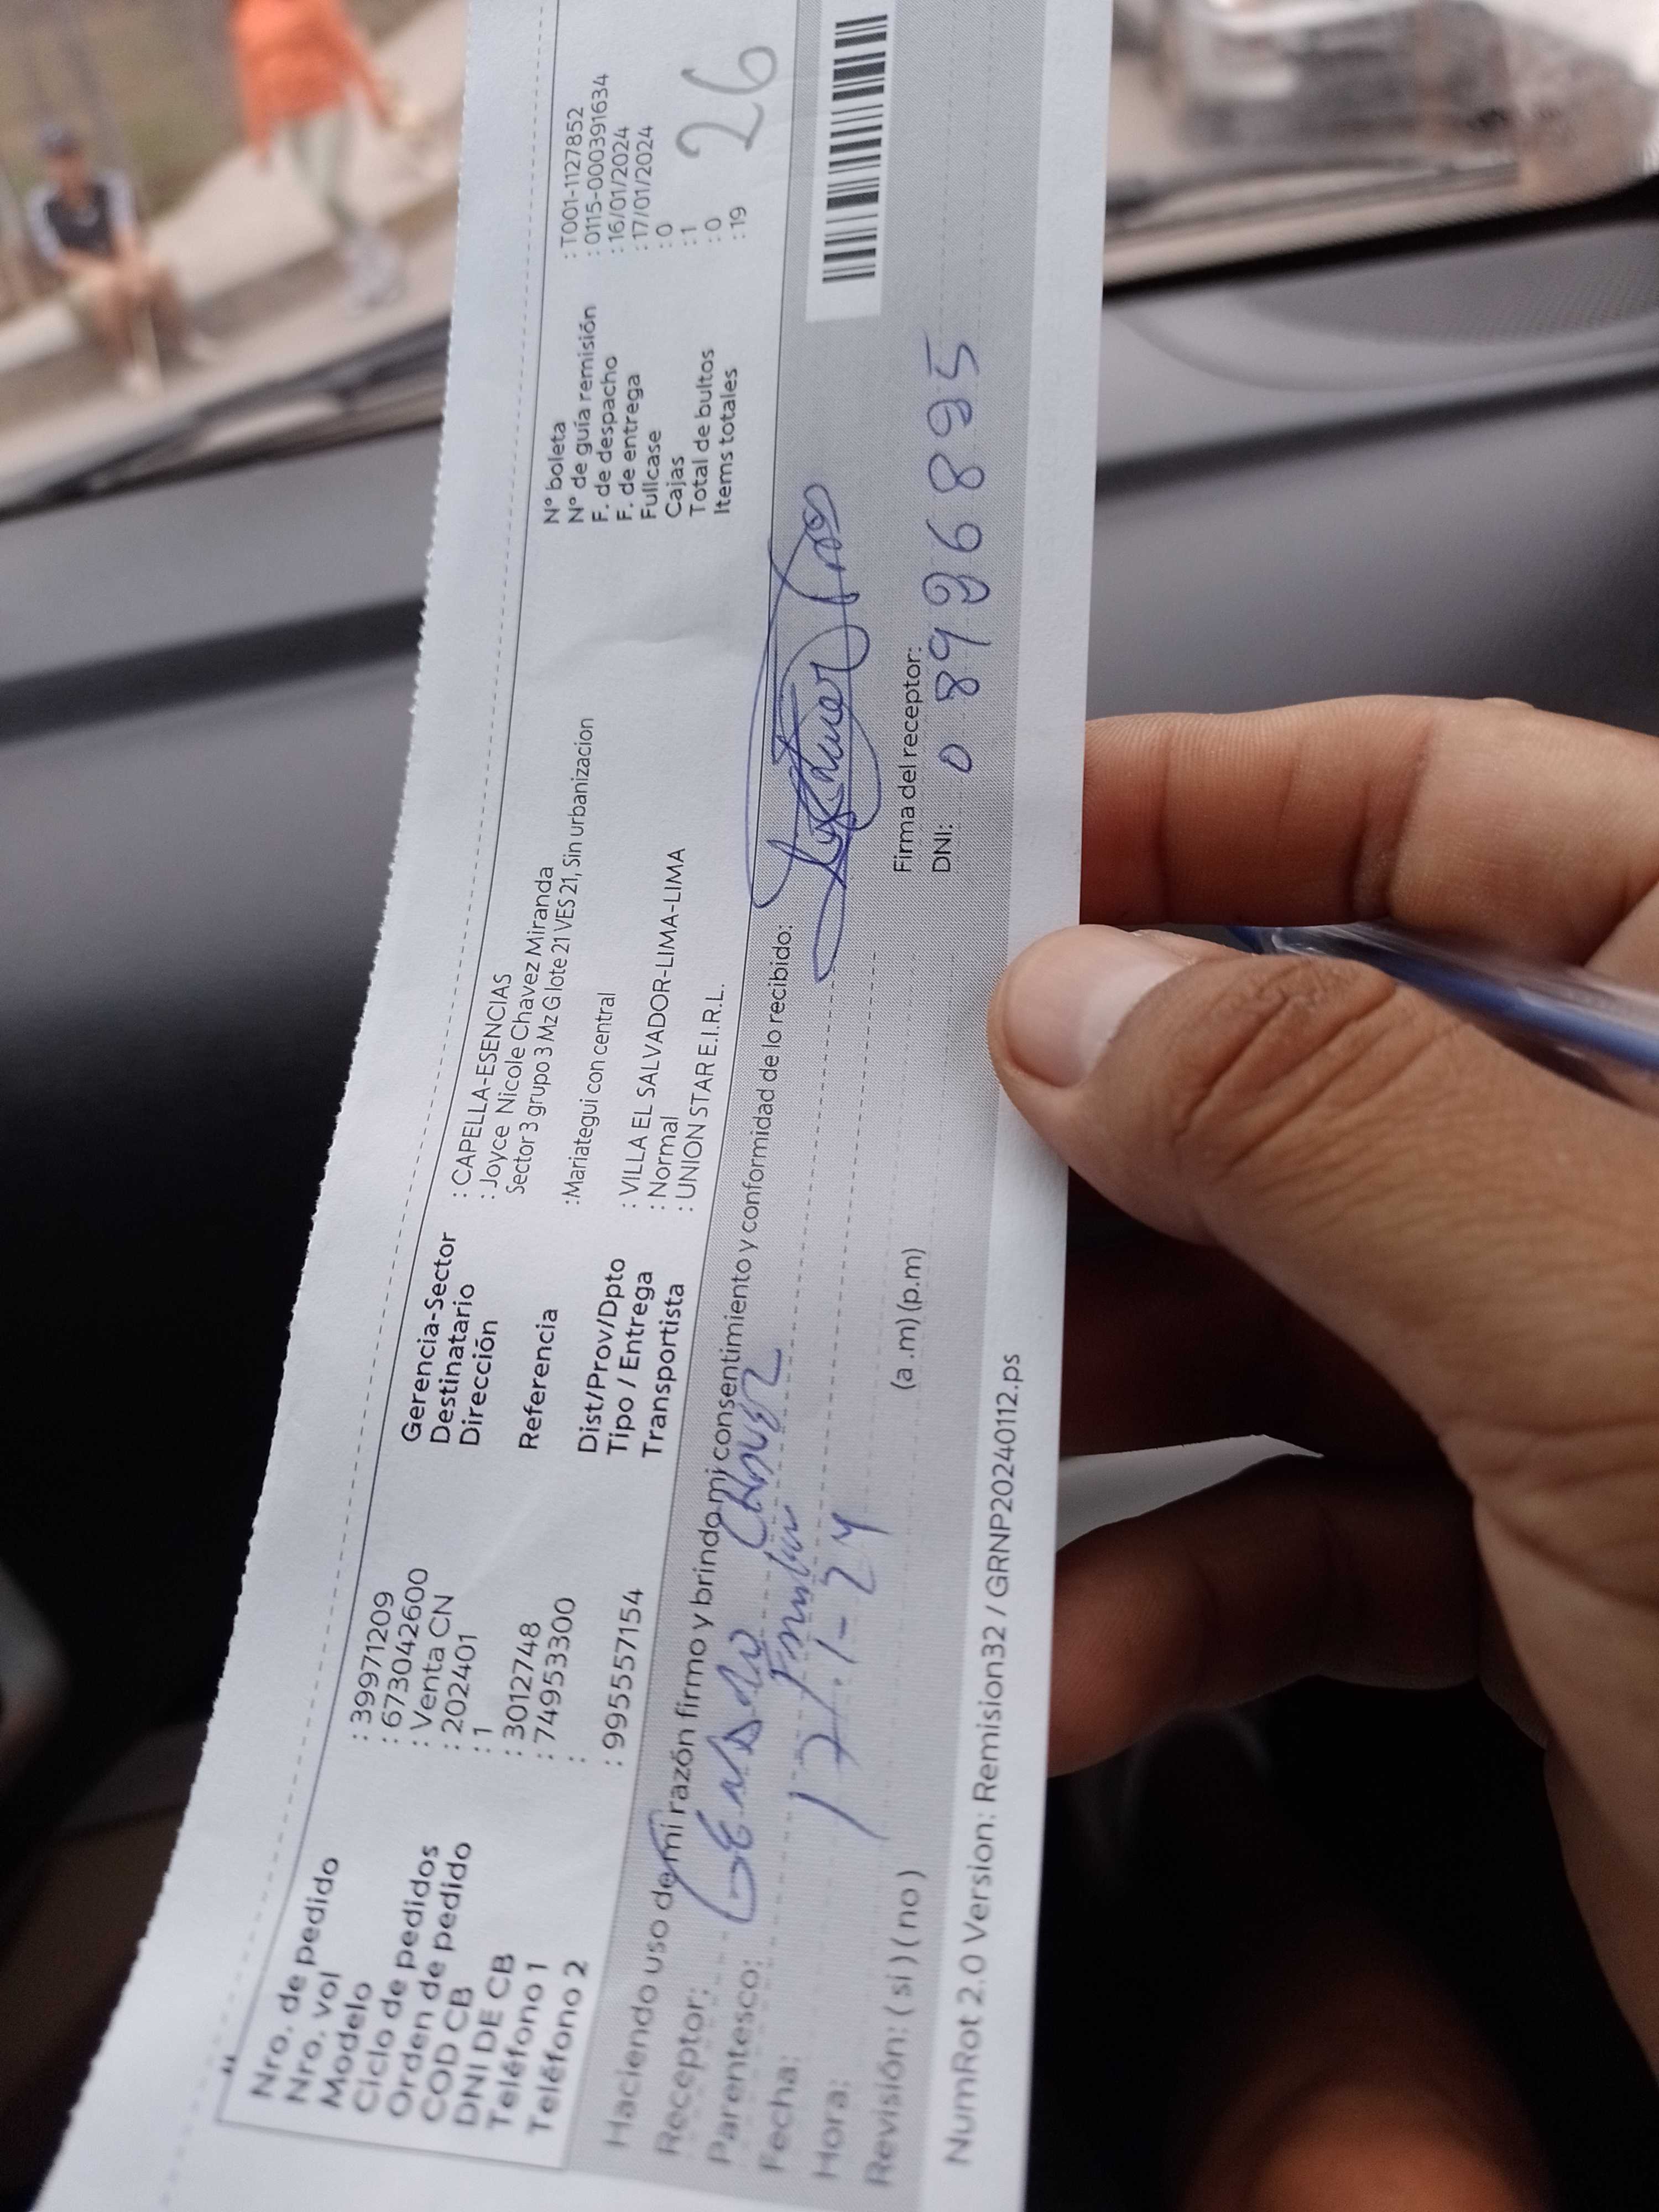 Nro. de pedido : 39971209
Nro. vol : 673042600
Modelo : Venta CN
Ciclo de pedidos : 202401
Orden de pedido : 1
COD CB : 3012748
DNI DE CB : 74953300
Teléfono 1 :
Teléfono 2 : 995557154
Gerencia-Sector : CAPELLA-ESENCIAS
Destinatario : Joyce Nicole Chavez Miranda
Dirección Sector 3 grupo 3 Mz G lote 21 VES 21, Sin urbanizacion
Referencia :Mariategui con central
Dist/Prov/Dpto : VILLA EL SALVADOR-LIMA-LIMA
Tipo / Entrega : Normal
Transportista : UNION STAR E.I.R.L.
N° boleta : T001-1127852
N° de guía remisión : 0115-0003391634
F. de despacho : 16/01/2024
F. de entrega : 17/01/2024
Fullcase : 0
Cajas : 1
Total de bultos : 0
Items totales : 19
26
Haciendo uso de mi razón firmo y brindo mi consentimiento y conformidad de lo recibido:
Receptor: Chavez
Parentesco:
Fecha: 17-1-24
Hora: (a .m) (p.m)
Revisión: ( si ) ( no )
Firma del receptor:
DNI: 08986895
NumRot 2.0 Version: Remision32 / GRNP20240112.ps